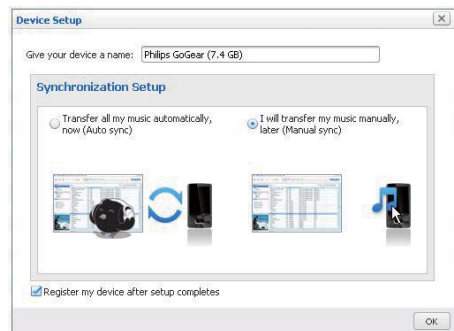 Device Setup
Give your device a name: Philips GoGear (7.4 GB)
Synchronization Setup
Transfer all my music automatically,
now (Auto sync)
I will transfer my music manually,
later (Manual sync)
Register my device after setup completes
OK